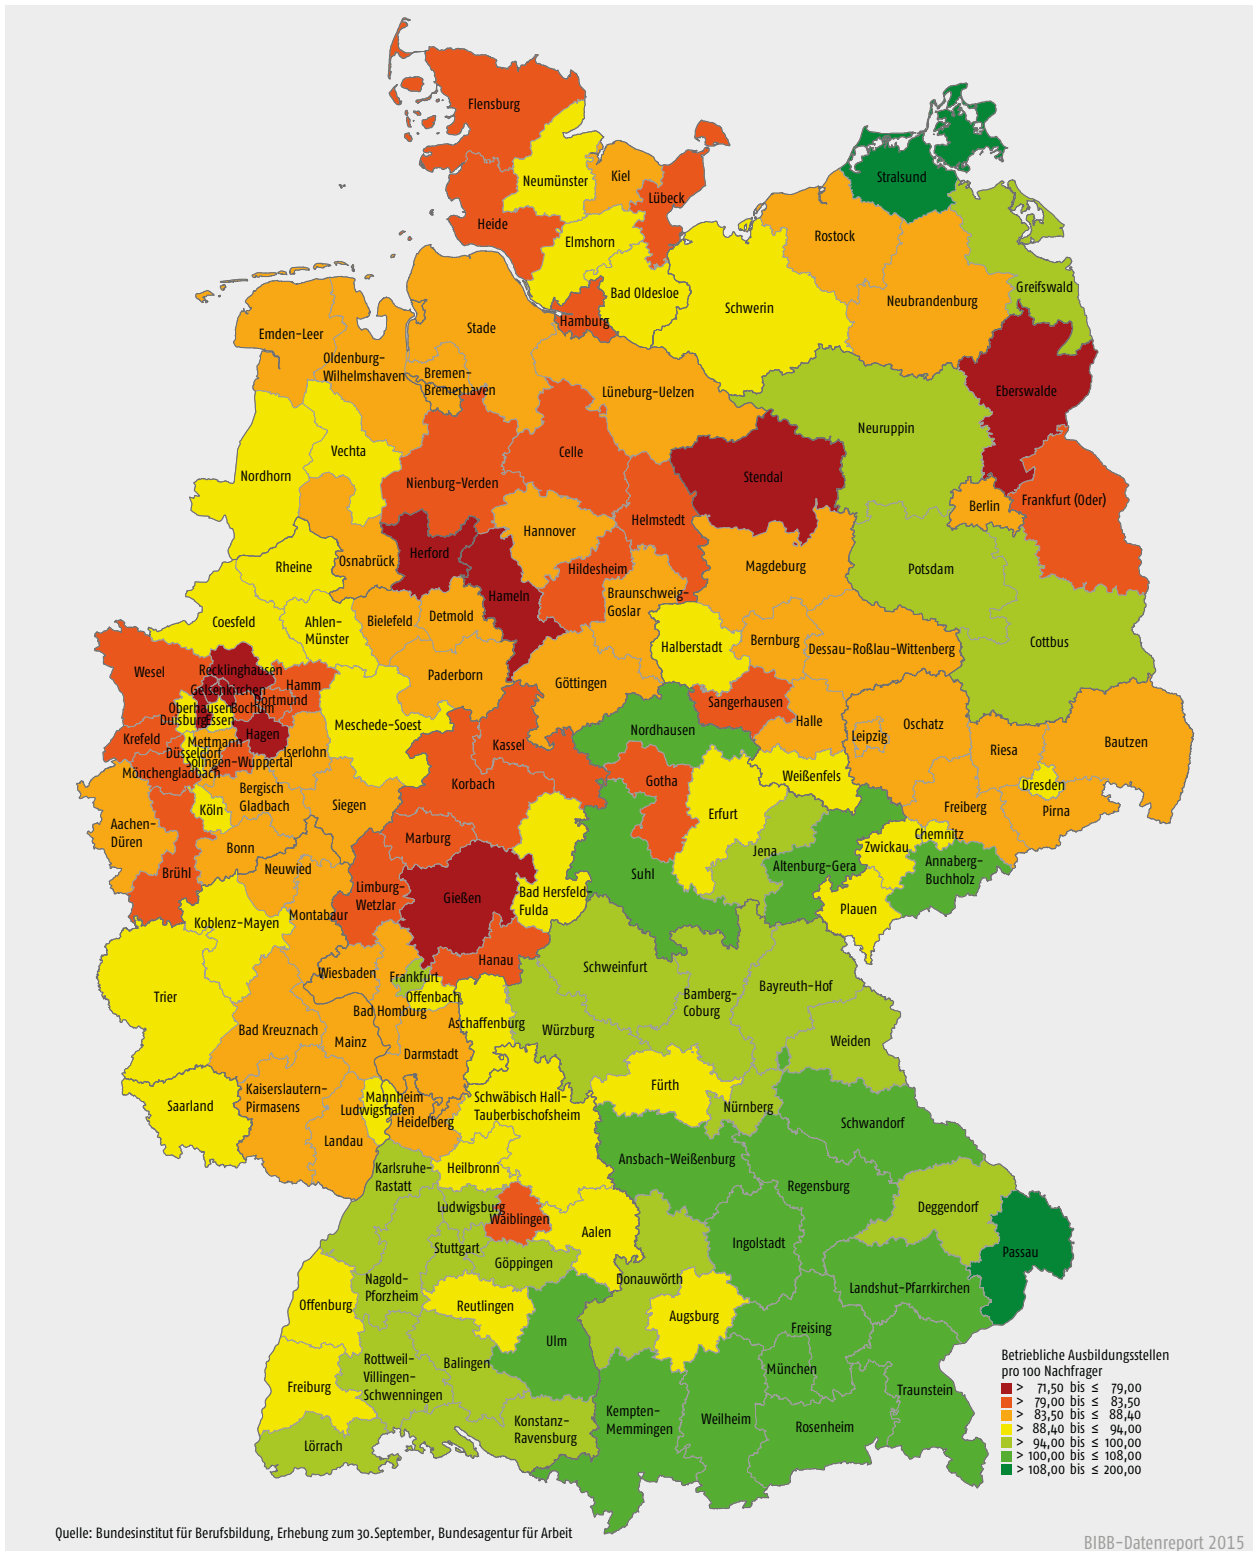 Flensburg
Neumünster
Kiel
Lübeck
Heide
Elmshorn
Stralsund
Rostock
Greifswald
Bad Oldesloe
Schwerin
Neubrandenburg
Hamburg
Stade
Emden-Leer
Oldenburg-
Wilhelmshaven
Bremen-
Bremerhaven
Lüneburg-Uelzen
Eberswalde
Neuruppin
Vechta
Celle
Nordhorn
Nienburg-Verden
Stendal
Frankfurt (Oder)
Berlin
Helmstedt
Hannover
Herford
Osnabrück
Rheine
Hildesheim
Magdeburg
Potsdam
Hameln
Braunschweig-
Goslar
Coesfeld
Ahlen-
Münster
Bielefeld
Detmold
Halberstadt
Bernburg
Dessau-Roßlau-Wittenberg
Cottbus
Wesel
Recklinghausen
Gelsenkirchen
Hamm
Dortmund
Oberhausen
Bochum
Duisburg
Essen
Paderborn
Göttingen
Sangerhausen
Halle
Meschede-Soest
Hagen
Krefeld
Mettmann
Düsseldorf
Iserlohn
Solingen-Wuppertal
Mönchengladbach
Nordhausen
Kassel
Leipzig
Oschatz
Riesa
Bautzen
Korbach
Gotha
Weißenfels
Dresden
Bergisch
Gladbach
Köln
Siegen
Erfurt
Freiberg
Pirna
Aachen-
Düren
Bonn
Marburg
Jena
Chemnitz
Zwickau
Annaberg-
Buchholz
Altenburg-Gera
Brühl
Neuwied
Suhl
Limburg-
Wetzlar
Gießen
Bad Hersfeld-
Fulda
Montabaur
Koblenz-Mayen
Plauen
Hanau
Schweinfurt
Wiesbaden
Frankfurt
Trier
Offenbach
Bad Homburg
Bamberg-
Coburg
Bayreuth-Hof
Aschaffenburg
Würzburg
Bad Kreuznach
Mainz
Darmstadt
Weiden
Saarland
Kaiserslautern-
Pirmasens
Mannheim
Ludwigshafen
Heidelberg
Schwäbisch Hall-
Tauberbischofsheim
Fürth
Nürnberg
Schwandorf
Landau
Karlsruhe-
Rastatt
Heilbronn
Ansbach-Weißenburg
Regensburg
Ludwigsburg
Waiblingen
Deggendorf
Aalen
Stuttgart
Göppingen
Ingolstadt
Passau
Nagold-
Pforzheim
Donauwörth
Landshut-Pfarrkirchen
Offenburg
Reutlingen
Augsburg
Freising
Ulm
Rottweil-
Villingen-
Schwenningen
Balingen
München
Freiburg
Traunstein
Kempten-
Memmingen
Weilheim
Rosenheim
Konstanz-
Ravensburg
Lörrach
Betriebliche Ausbildungsstellen
pro 100 Nachfrager
> 71,50 bis ≤ 79,00
> 79,00 bis ≤ 83,50
> 83,50 bis ≤ 88,40
> 88,40 bis ≤ 94,00
> 94,00 bis ≤ 100,00
> 100,00 bis ≤ 108,00
> 108,00 bis ≤ 200,00
Quelle: Bundesinstitut für Berufsbildung, Erhebung zum 30.September, Bundesagentur für Arbeit
BIBB-Datenreport 2015